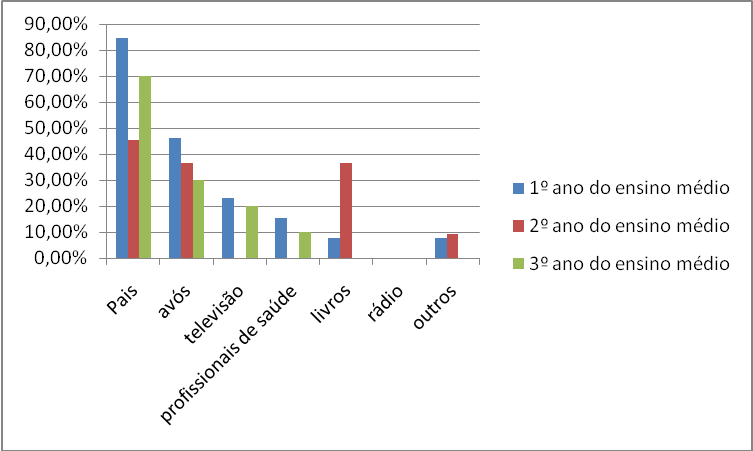 90,00%
80,00%
70,00%
60,00%
50,00%
40,00%
30,00%
20,00%
10,00%
0,00%
Pais
avós
televisão
profissionais de saúde
livros
rádio
outros
1º ano do ensino médio
2º ano do ensino médio
3º ano do ensino médio